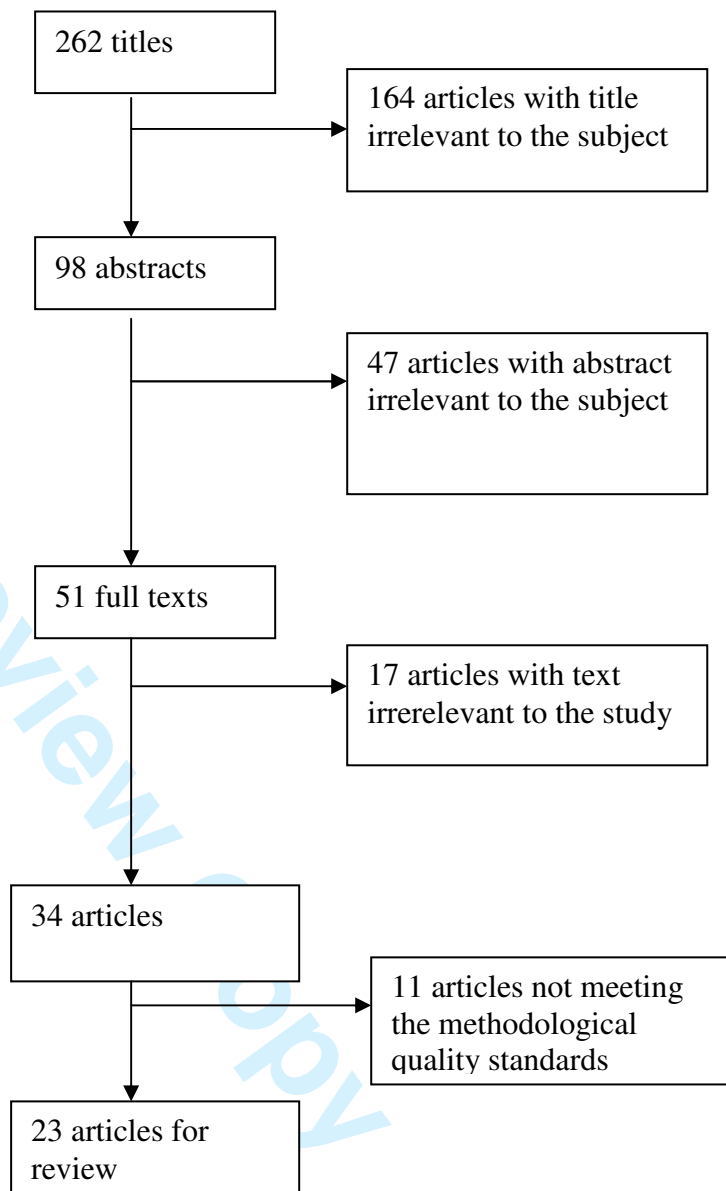 262 titles
164 articles with title
irrelevant to the subject
98 abstracts
47 articles with abstract
irrelevant to the subject
51 full texts
17 articles with text
irrerelevant to the study
34 articles
11 articles not meeting
the methodological
quality standards
23 articles for
review
eview copy